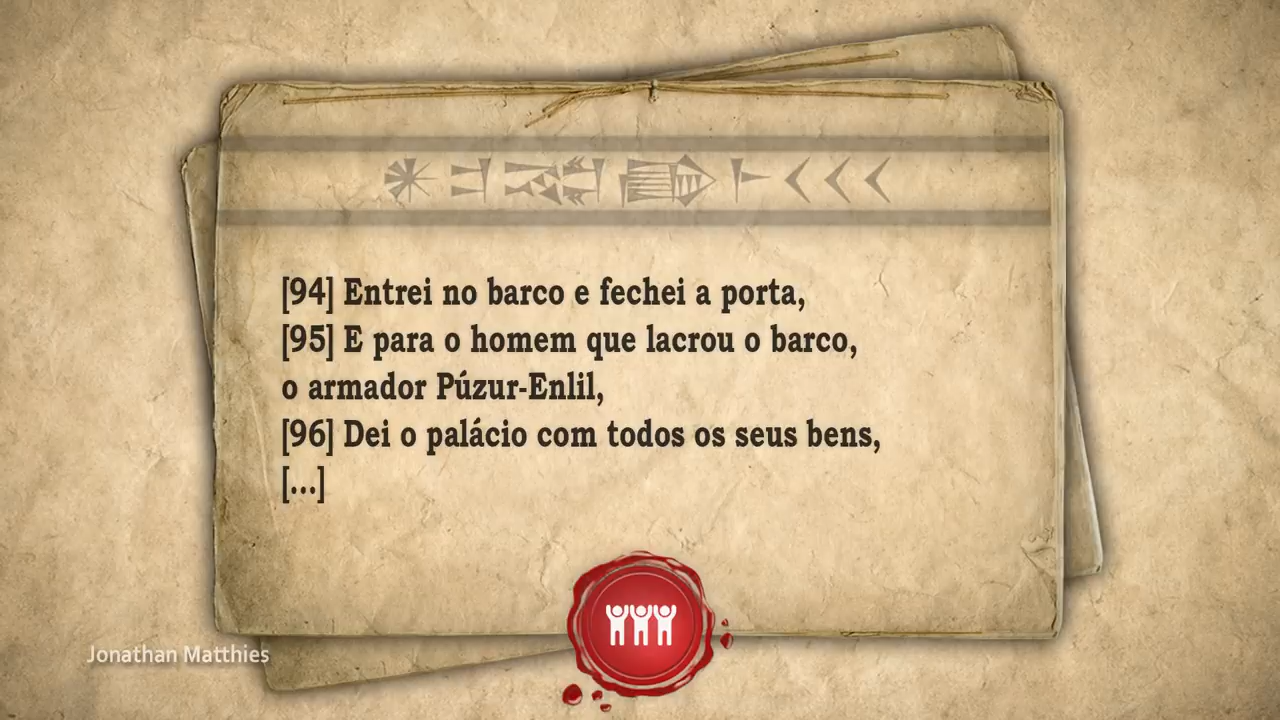 [94] Entrei no barco e fechei a porta,
[95] E para o homem que lacrou o barco,
o armador Púzur-Enlil,
[96] Dei o palácio com todos os seus bens,
[...]
Jonathan Matthies